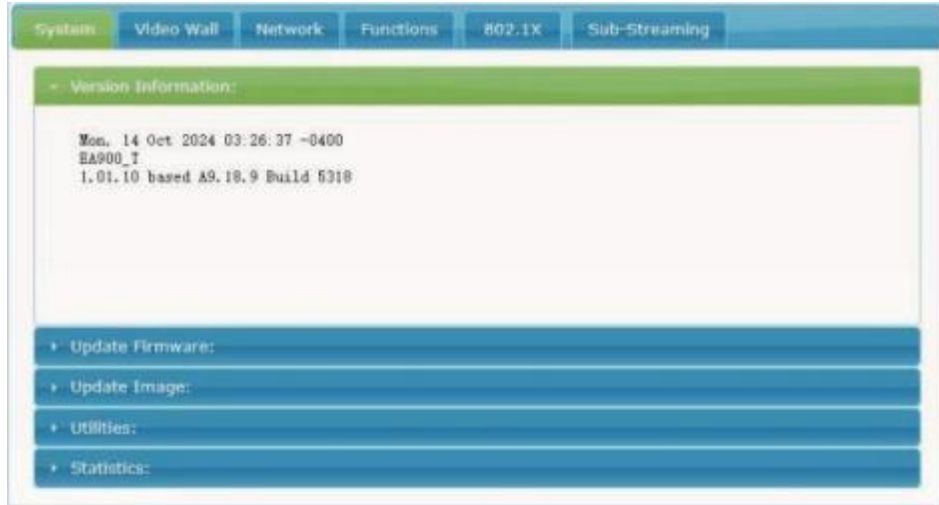 System Video Wall Network Functions 802.1X Sub-Streaming
Version Information:
Mon, 14 Oct 2024 03:26:37 -0400
EA900_T
1.01.10 based A9.18.9 Build 5318
Update Firmware:
Update Image:
Utilities:
Statistics: